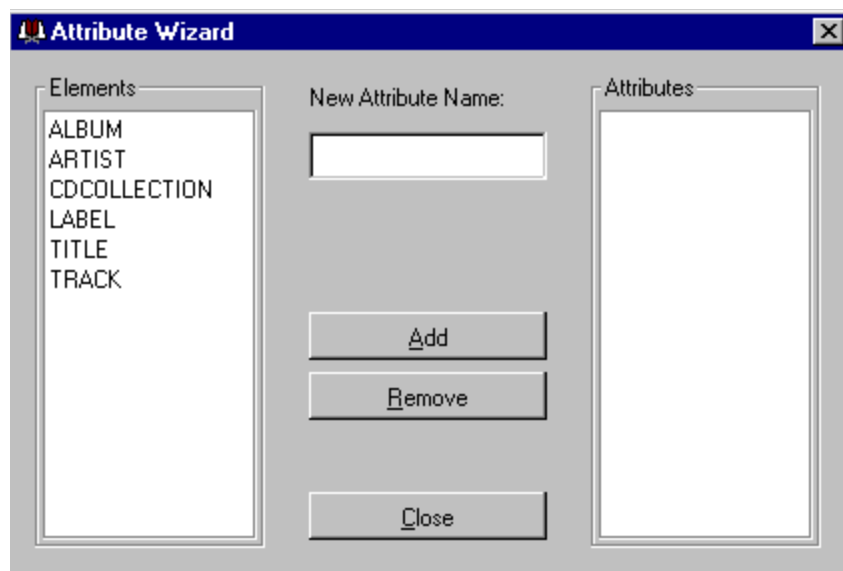 Attribute Wizard
Elements
ALBUM
ARTIST
CDCOLLECTION
LABEL
TITLE
TRACK
New Attribute Name:
Add
Remove
Close
Attributes